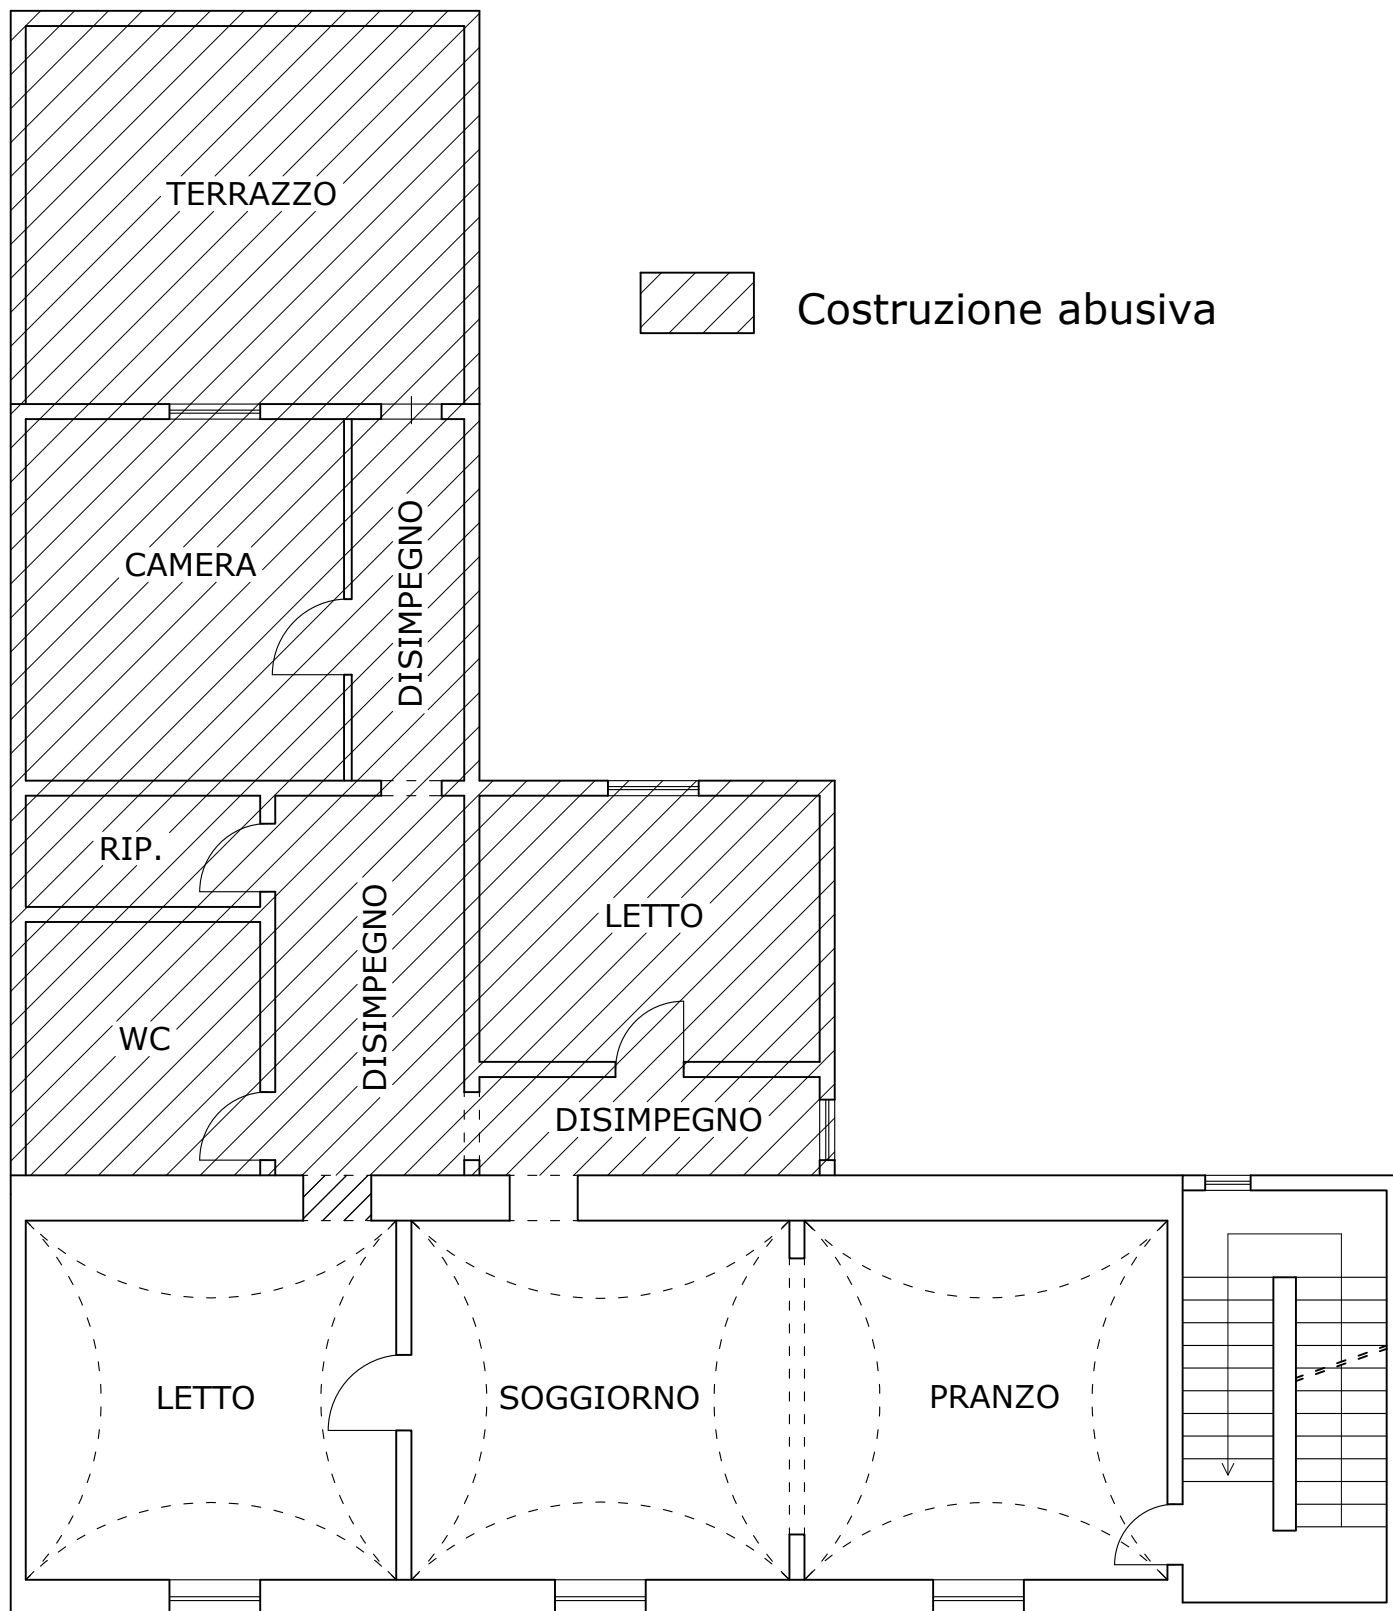 TERRAZZO
Costruzione abusiva
CAMERA
DISIMPEGNO
RIP.
DISIMPEGNO
LETTO
WC
DISIMPEGNO
LETTO
SOGGIORNO
PRANZO